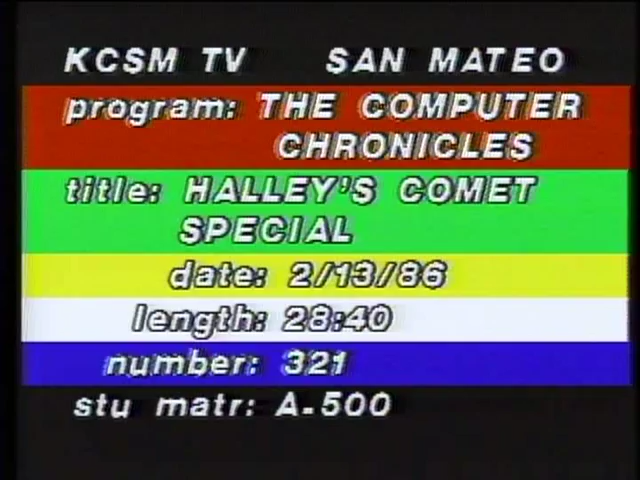 KCSM TV SAN MATEO
program: THE COMPUTER
CHRONICLES
title: HALLEY'S COMET
SPECIAL
date: 2/13/86
length: 28:40
number: 321
stu matr: A-500